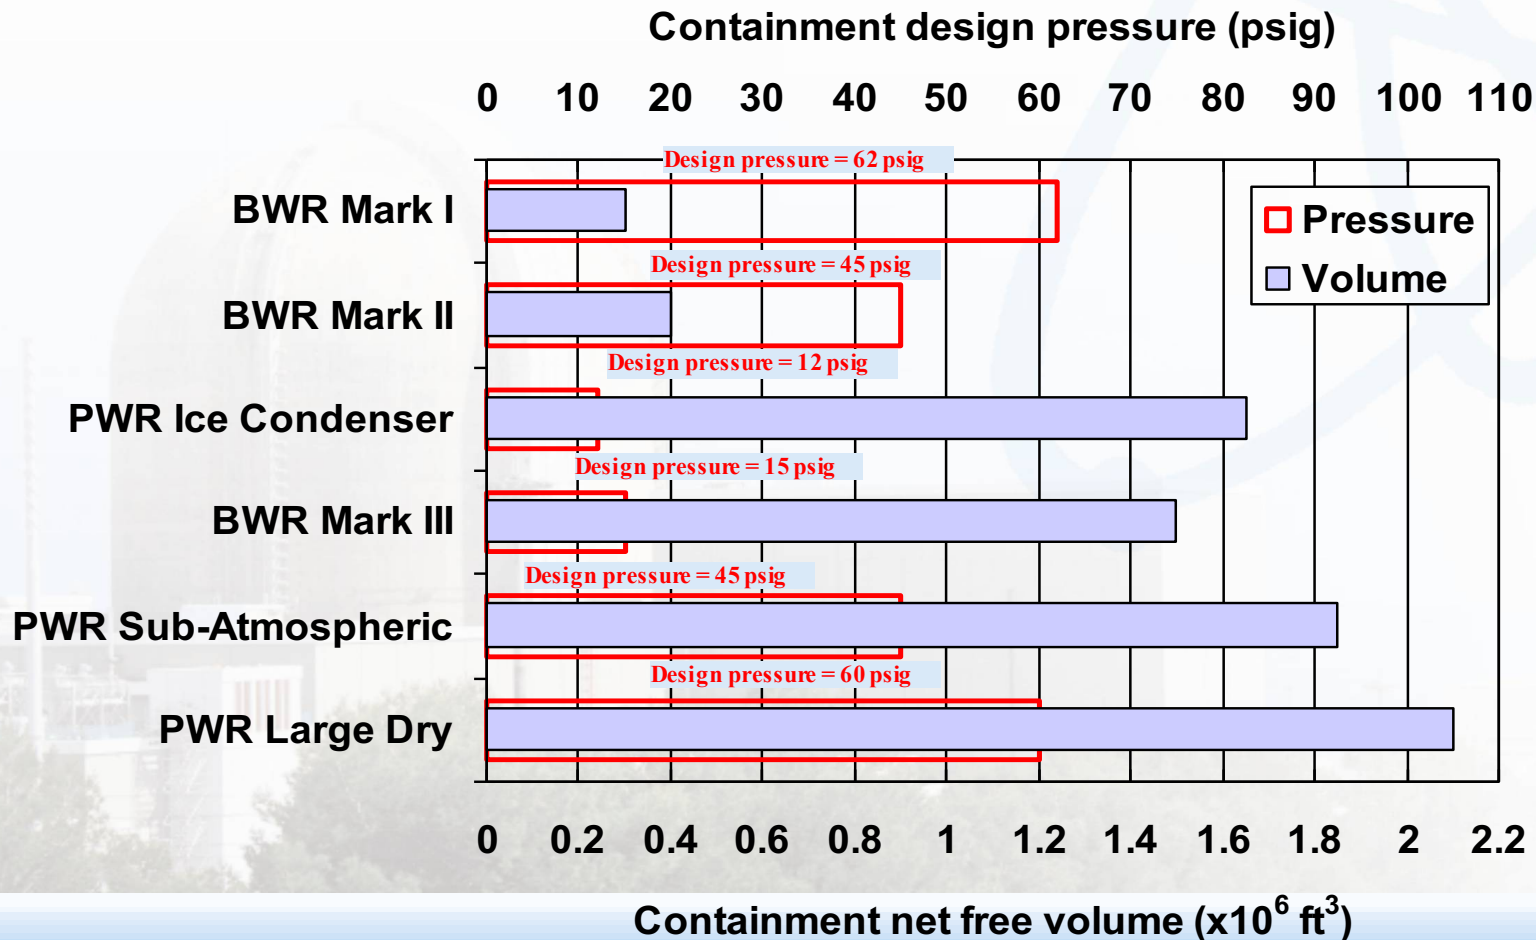 Containment design pressure (psig)
0 10 20 30 40 50 60 70 80 90 100 110
Design pressure = 62 psig
BWR Mark I
Pressure
Volume
Design pressure = 45 psig
BWR Mark II
Design pressure = 12 psig
PWR Ice Condenser
Design pressure = 15 psig
BWR Mark III
Design pressure = 45 psig
PWR Sub-Atmospheric
Design pressure = 60 psig
PWR Large Dry
0 0.2 0.4 0.6 0.8 1 1.2 1.4 1.6 1.8 2 2.2
Containment net free volume (x10⁶ ft³)